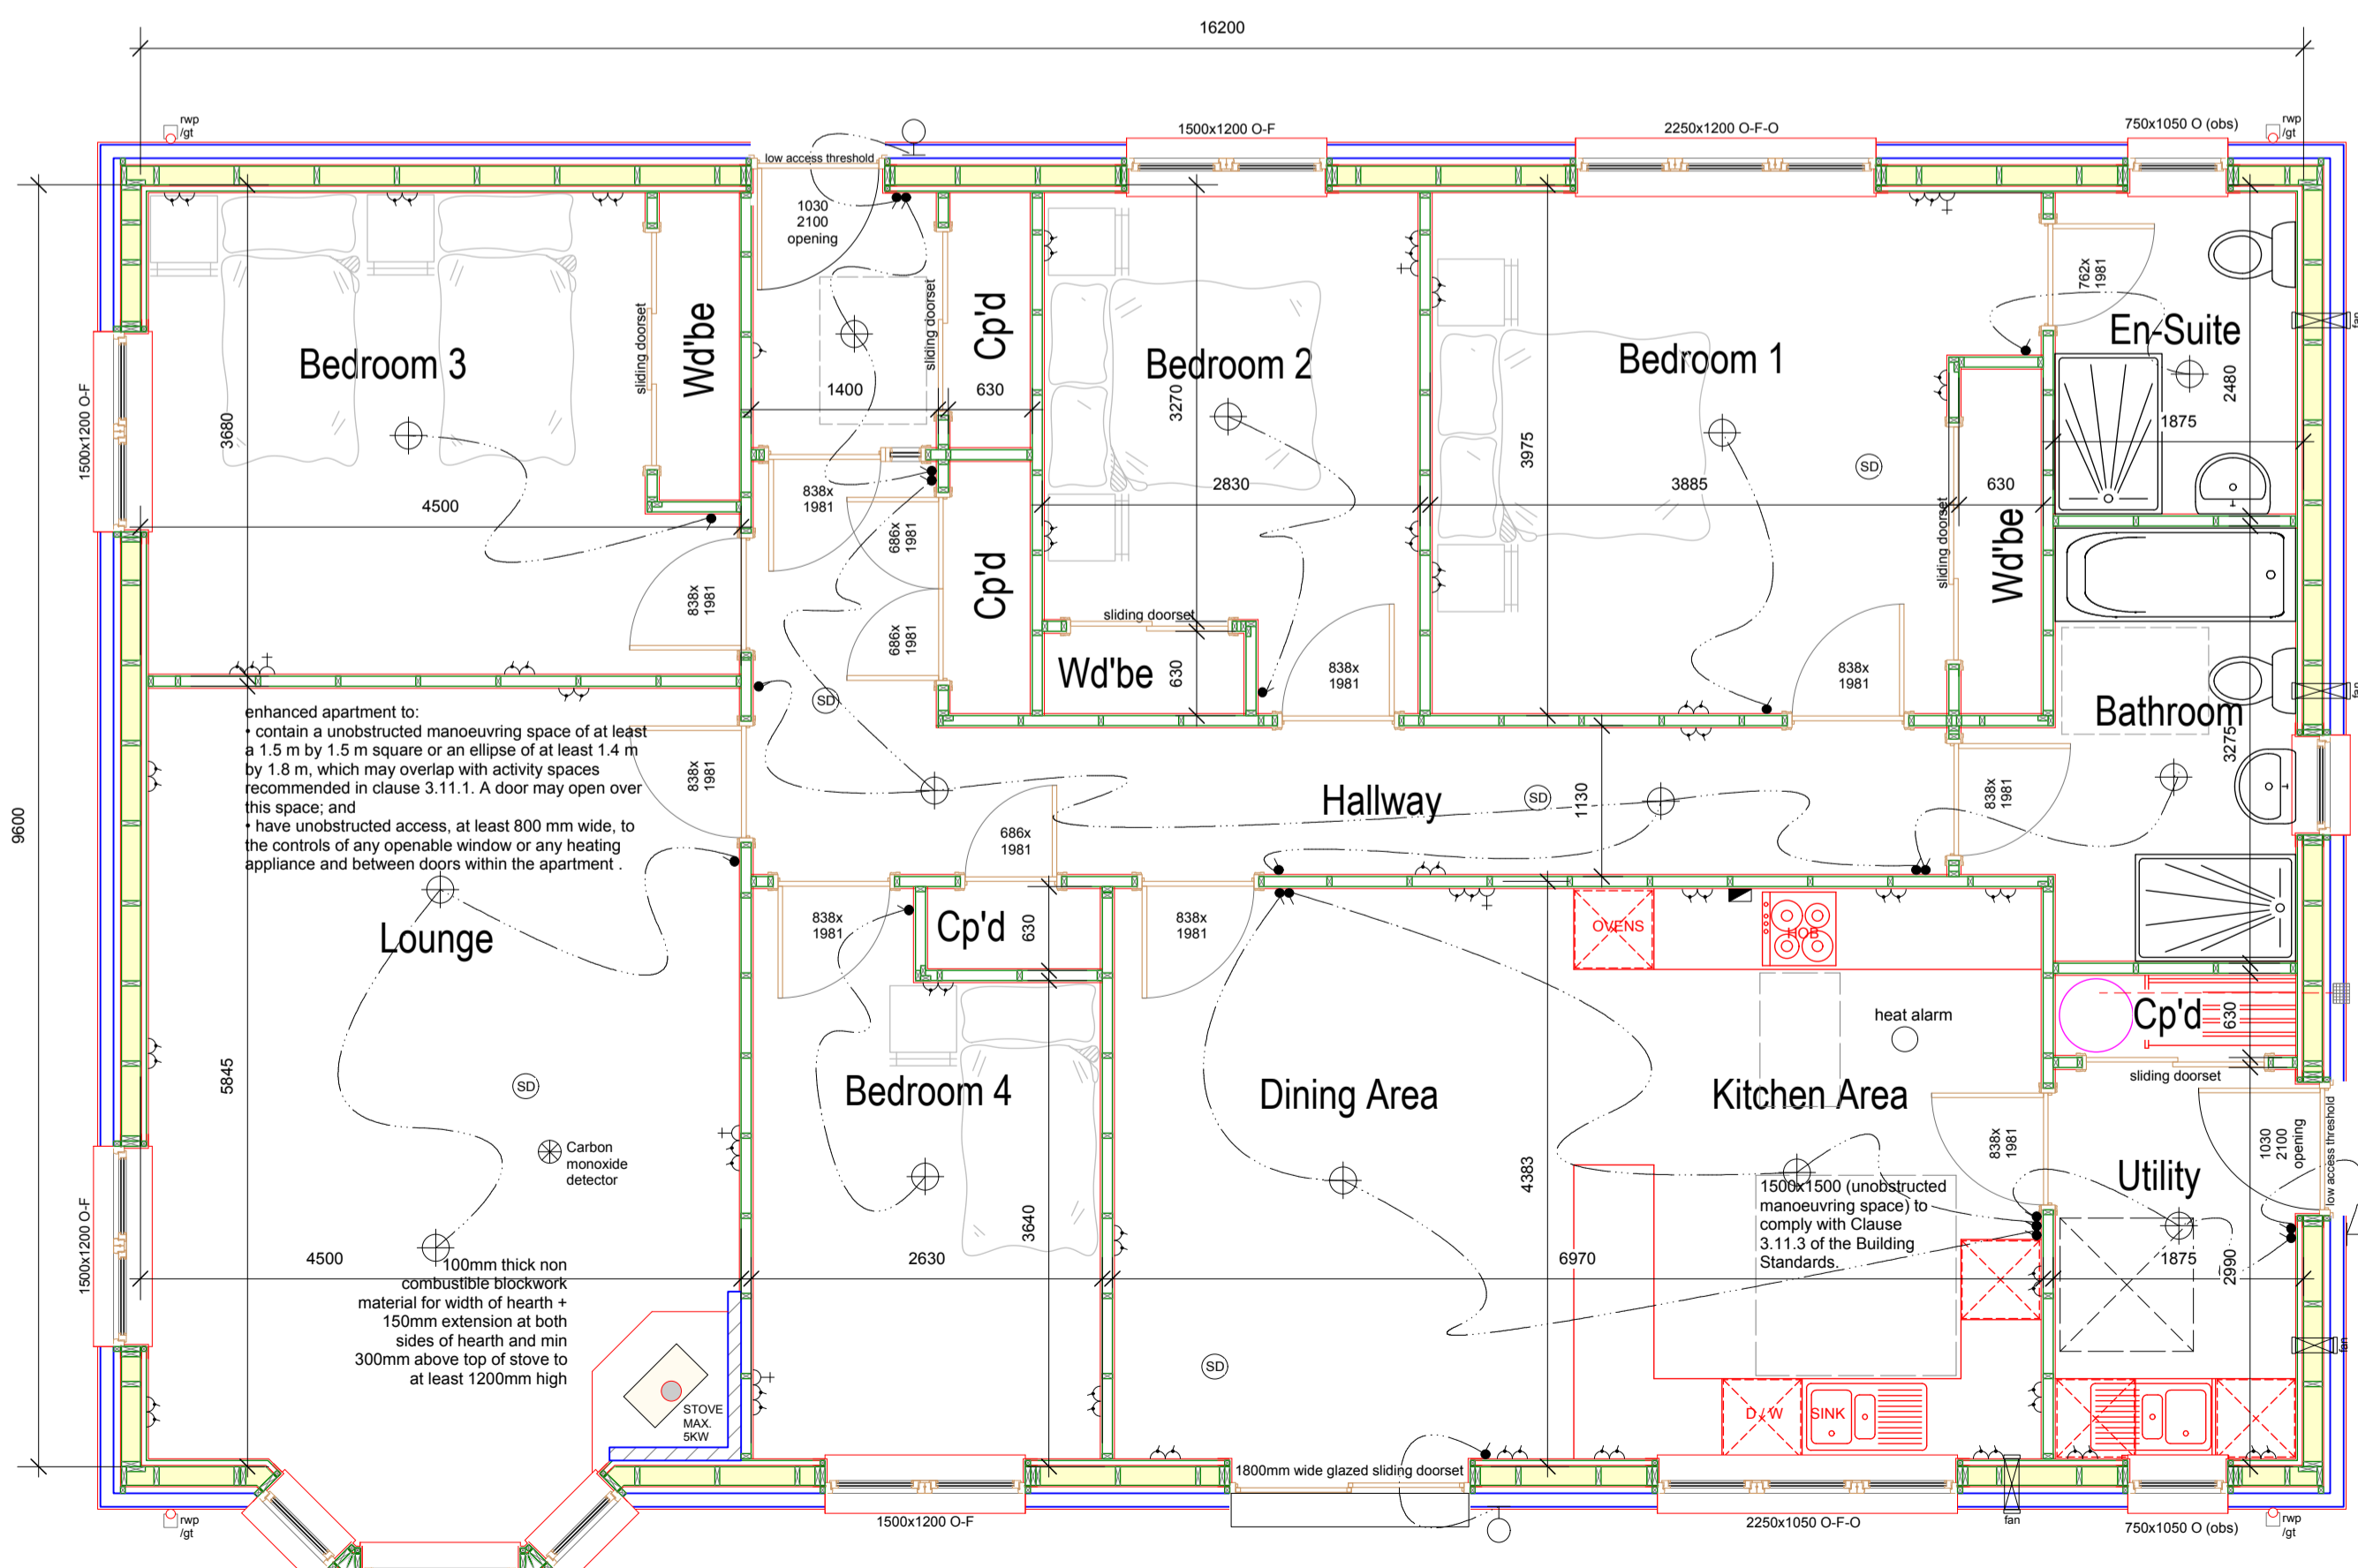 16200
rwp
/gt
low access threshold
1500x1200 O-F
2250x1200 O-F-O
750x1050 O (obs)
rwp
/gt
1030
2100
opening
762x
1981
fan
sliding doorset
Wd'be
sliding doorset
Cp'd
En-Suite
Bedroom 3
Bedroom 2
Bedroom 1
1500x1200 O-F
3680
1400
630
3270
3975
2480
1875
SD
4500
838x
1981
686x
1981
2830
3885
630
sliding doorset
Wd'be
838x
1981
686x
1981
Cp'd
sliding doorset
Wd'be
630
838x
1981
838x
1981
fan
SD
Bathroom
3275
enhanced apartment to:
• contain a unobstructed manoeuvring space of at least
a 1.5 m by 1.5 m square or an ellipse of at least 1.4 m
by 1.8 m, which may overlap with activity spaces
recommended in clause 3.11.1. A door may open over
this space; and
• have unobstructed access, at least 800 mm wide, to
the controls of any openable window or any heating
appliance and between doors within the apartment .
838x
1981
9600
Hallway
SD
1130
838x
1981
686x
1981
838x
1981
Cp'd
630
838x
1981
OVENS
HOB
Lounge
heat alarm
Cp'd
630
sliding doorset
5845
SD
Bedroom 4
Dining Area
Kitchen Area
838x
1981
1030
2100
opening
low access threshold
Carbon
monoxide
detector
4383
Utility
1500x1500 (unobstructed
manoeuvring space) to
comply with Clause
3.11.3 of the Building
Standards.
1500x1200 O-F
3640
4500
2630
6970
1875
2990
100mm thick non
combustible blockwork
material for width of hearth +
150mm extension at both
sides of hearth and min
300mm above top of stove to
at least 1200mm high
fan
SD
STOVE
MAX.
5KW
D / W
SINK
1800mm wide glazed sliding doorset
rwp
/gt
1500x1200 O-F
2250x1050 O-F-O
fan
750x1050 O (obs)
rwp
/gt